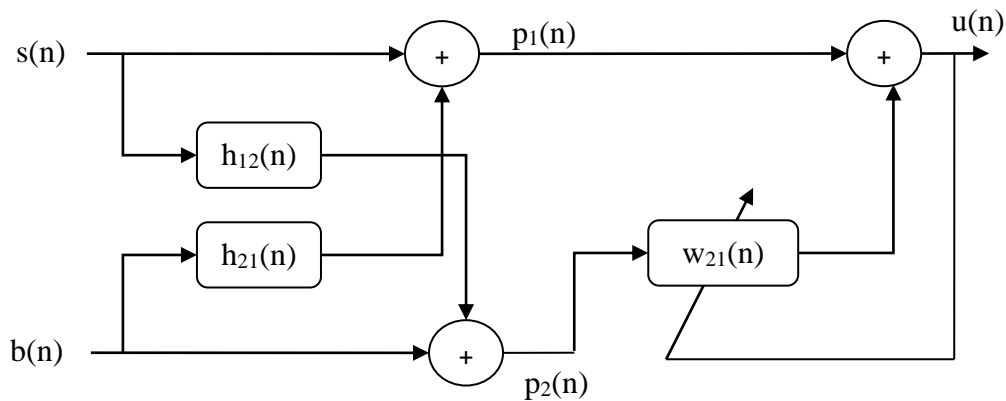 s(n)
+
p₁(n)
+
u(n)
h₁₂(n)
h₂₁(n)
w₂₁(n)
b(n)
+
p₂(n)